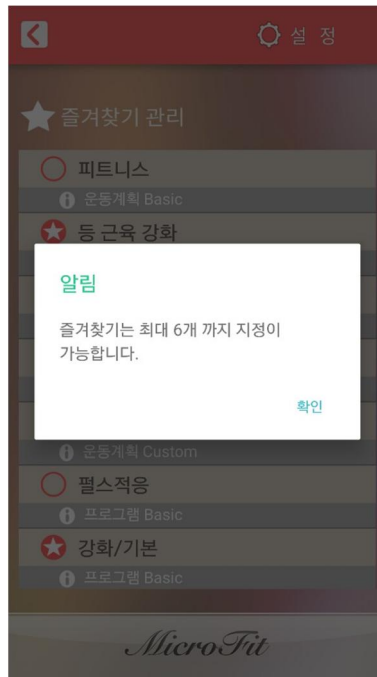 설 정
즐겨찾기 관리
피트니스
운동계획 Basic
등 근육 강화
알림
즐겨찾기는 최대 6개 까지 지정이
가능합니다.
확인
운동계획 Custom
펄스적응
프로그램 Basic
강화/기본
프로그램 Basic
MicroFit